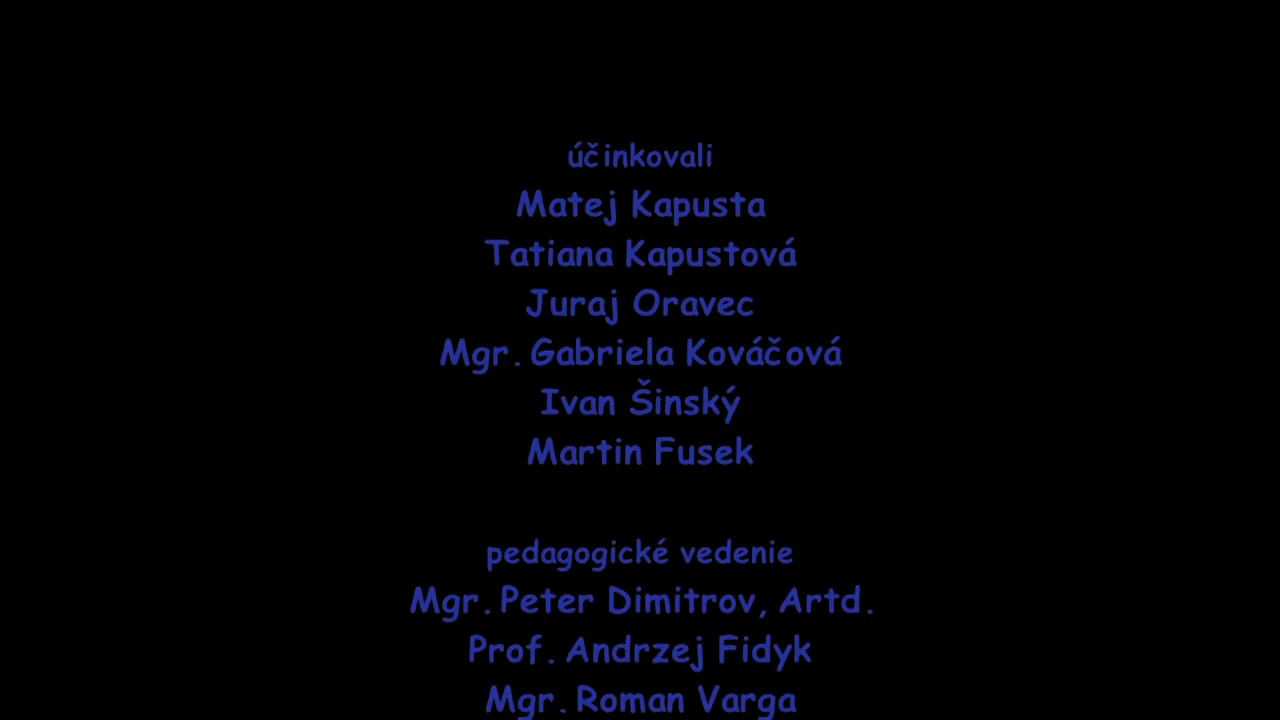 účinkovali
Matej Kapusta
Tatiana Kapustová
Juraj Oravec
Mgr. Gabriela Kováčová
Ivan Šinský
Martin Fusek
pedagogické vedenie
Mgr. Peter Dimitrov, Artd.
Prof. Andrzej Fidyk
Mgr. Roman Varga